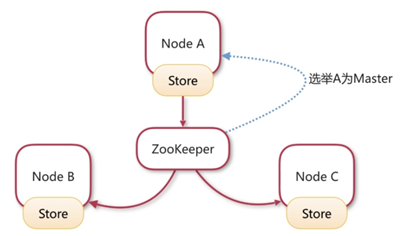 Node A
Store
选举A为Master
ZooKeeper
Node B
Store
Node C
Store